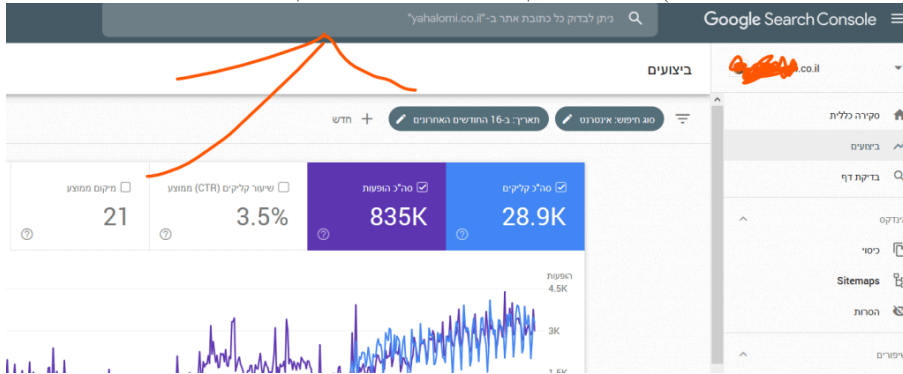 Google Search Console
ניתן לבדוק כל כתובת אתר ב-"yahalomi.co.il"
.co.il
ביצועים
סוג חיפוש: אינטרנט
תאריך: ב-16 החודשים האחרונים
+ חדש
סקירה כללית
ביצועים
בדיקת דף
כיסוי
Sitemaps
הסרות
סה"כ קליקים
28.9K
סה"כ הופעות
835K
שיעור קליקים (CTR) ממוצע
3.5%
מיקום ממוצע
21
הופעות
4.5K
3K
1.5K